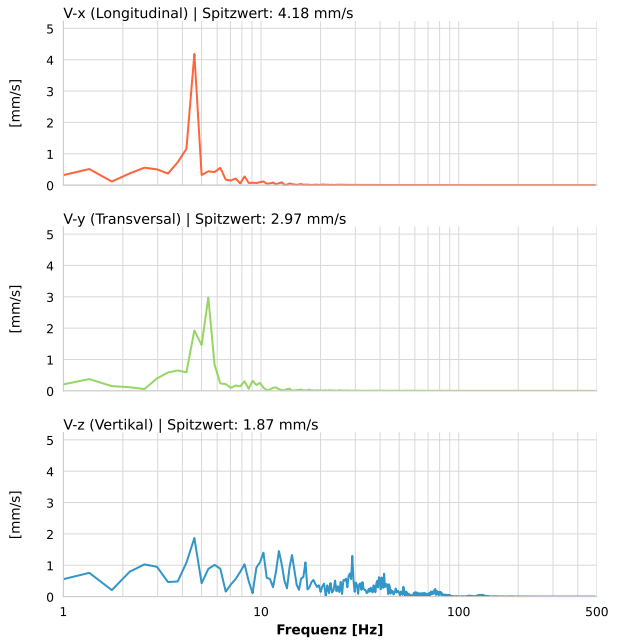 V-x (Longitudinal) | Spitzwert: 4.18 mm/s
5
4
3
2
1
0
[mm/s]
V-y (Transversal) | Spitzwert: 2.97 mm/s
5
4
3
2
1
0
[mm/s]
V-z (Vertikal) | Spitzwert: 1.87 mm/s
5
4
3
2
1
0
[mm/s]
1 10 100 500
Frequenz [Hz]